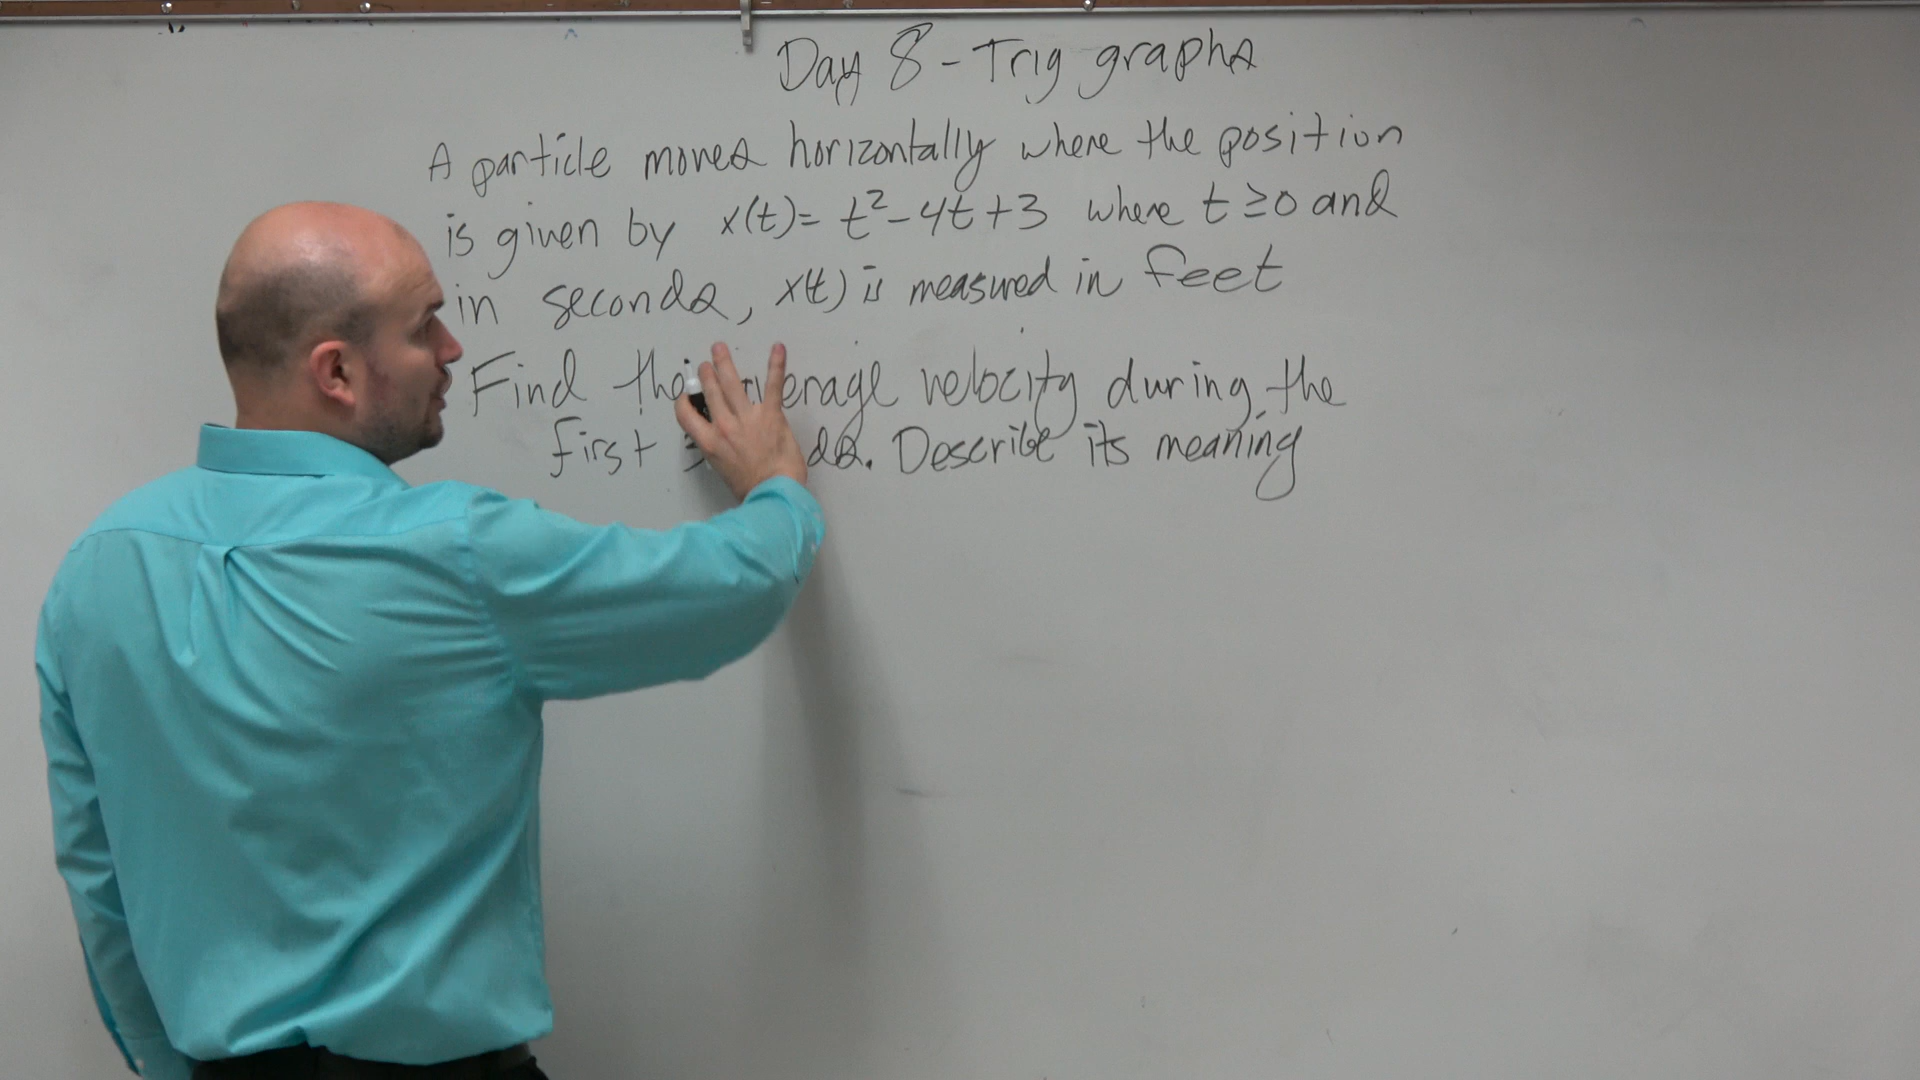 Day 8 - Trig graphs
A particle moves horizontally where the position
is given by x(t)= t²-4t+3 where t ≥0 and
in seconds, x(t) is measured in feet
Find the average velocity during the
first ds. Describe its meaning